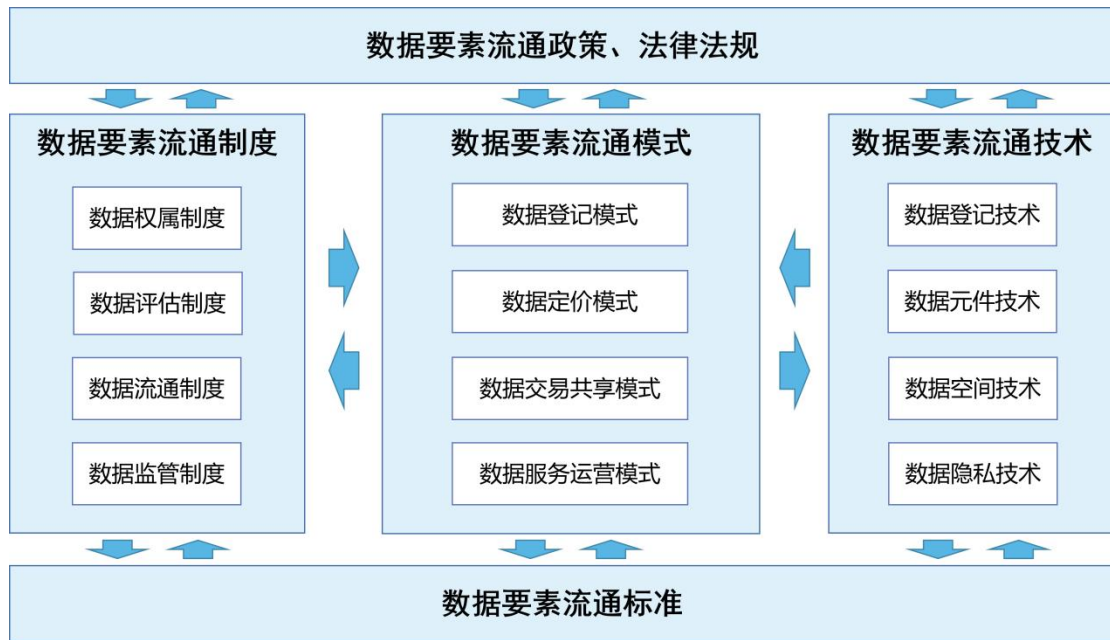 数据要素流通政策、法律法规
数据要素流通制度
数据权属制度
数据评估制度
数据流通制度
数据监管制度
数据要素流通模式
数据登记模式
数据定价模式
数据交易共享模式
数据服务运营模式
数据要素流通技术
数据登记技术
数据元件技术
数据空间技术
数据隐私技术
数据要素流通标准